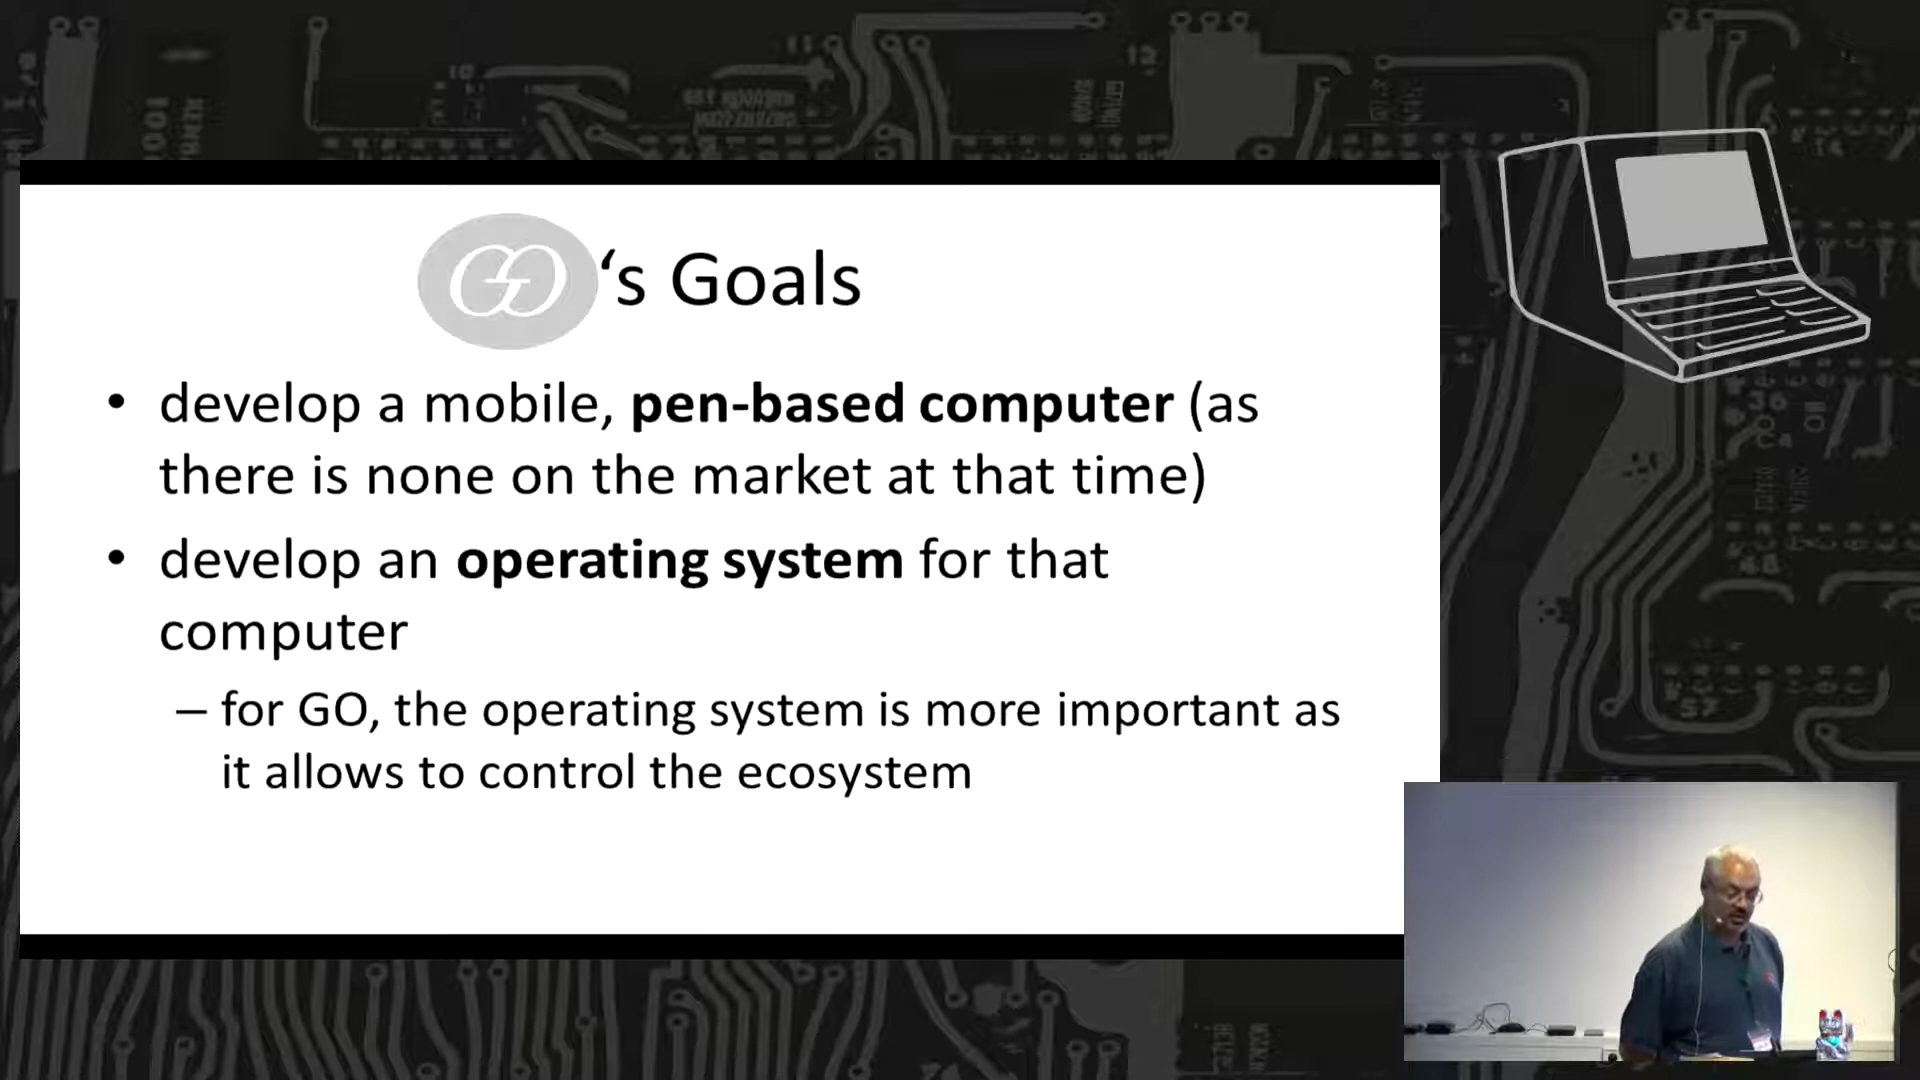 GO 's Goals
• develop a mobile, pen-based computer (as
there is none on the market at that time)
• develop an operating system for that
computer
– for GO, the operating system is more important as
it allows to control the ecosystem